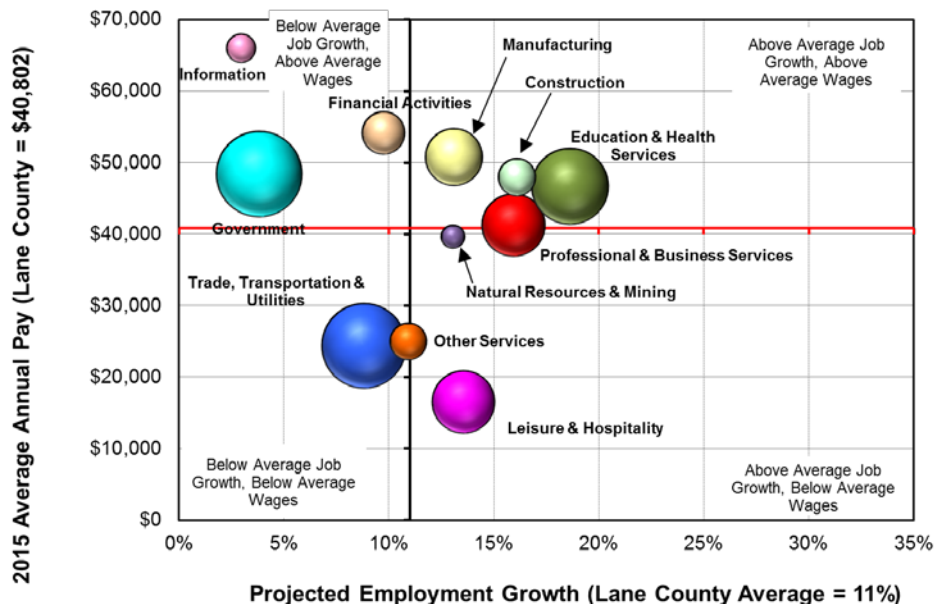 2015 Average Annual Pay (Lane County = $40,802)
$70,000
$60,000
$50,000
$40,000
$30,000
$20,000
$10,000
$0
Below Average
Job Growth,
Above Average
Wages
Above Average Job
Growth, Above
Average Wages
Information
Financial Activities
Manufacturing
Construction
Education & Health
Services
Government
Professional & Business Services
Natural Resources & Mining
Trade, Transportation &
Utilities
Other Services
Leisure & Hospitality
Below Average Job
Growth, Below Average
Wages
Above Average Job
Growth, Below Average
Wages
0%
5%
10%
15%
20%
25%
30%
35%
Projected Employment Growth (Lane County Average = 11%)